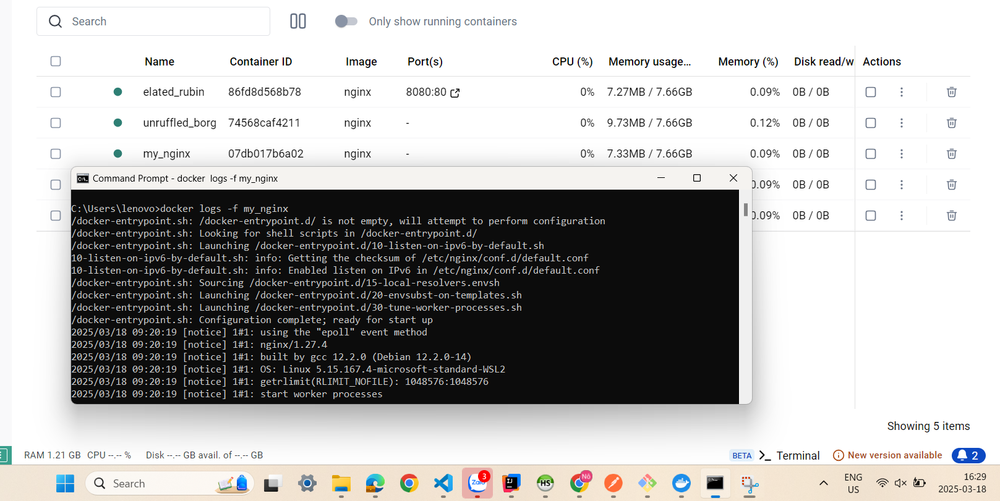 Search
Only show running containers
Name Container ID Image Port(s) CPU (%) Memory usage... Memory (%) Disk read/w Actions
elated_rubin 86fd8d568b78 nginx 8080:80 0% 7.27MB / 7.66GB 0.09% 0B / 0B
unruffled_borg 74568caf4211 nginx - 0% 9.73MB / 7.66GB 0.12% 0B / 0B
my_nginx 07db017b6a02 nginx - 0% 7.33MB / 7.66GB 0.09% 0B / 0B
0.09% 0B / 0B
0.09% 0B / 0B
Command Prompt - docker  logs -f my_nginx
C:\Users\lenovo>docker logs -f my_nginx
/docker-entrypoint.sh: /docker-entrypoint.d/ is not empty, will attempt to perform configuration
/docker-entrypoint.sh: Looking for shell scripts in /docker-entrypoint.d/
/docker-entrypoint.sh: Launching /docker-entrypoint.d/10-listen-on-ipv6-by-default.sh
10-listen-on-ipv6-by-default.sh: info: Getting the checksum of /etc/nginx/conf.d/default.conf
10-listen-on-ipv6-by-default.sh: info: Enabled listen on IPv6 in /etc/nginx/conf.d/default.conf
/docker-entrypoint.sh: Sourcing /docker-entrypoint.d/15-local-resolvers.envsh
/docker-entrypoint.sh: Launching /docker-entrypoint.d/20-envsubst-on-templates.sh
/docker-entrypoint.sh: Launching /docker-entrypoint.d/30-tune-worker-processes.sh
/docker-entrypoint.sh: Configuration complete; ready for start up
2025/03/18 09:20:19 [notice] 1#1: using the "epoll" event method
2025/03/18 09:20:19 [notice] 1#1: nginx/1.27.4
2025/03/18 09:20:19 [notice] 1#1: built by gcc 12.2.0 (Debian 12.2.0-14)
2025/03/18 09:20:19 [notice] 1#1: OS: Linux 5.15.167.4-microsoft-standard-WSL2
2025/03/18 09:20:19 [notice] 1#1: getrlimit(RLIMIT_NOFILE): 1048576:1048576
2025/03/18 09:20:19 [notice] 1#1: start worker processes
Showing 5 items
RAM 1.21 GB CPU --.-- % Disk --.-- GB avail. of --.-- GB BETA Terminal New version available 2
Search Zalo 3 IJ HS Nô ENG US 16:29 2025-03-18